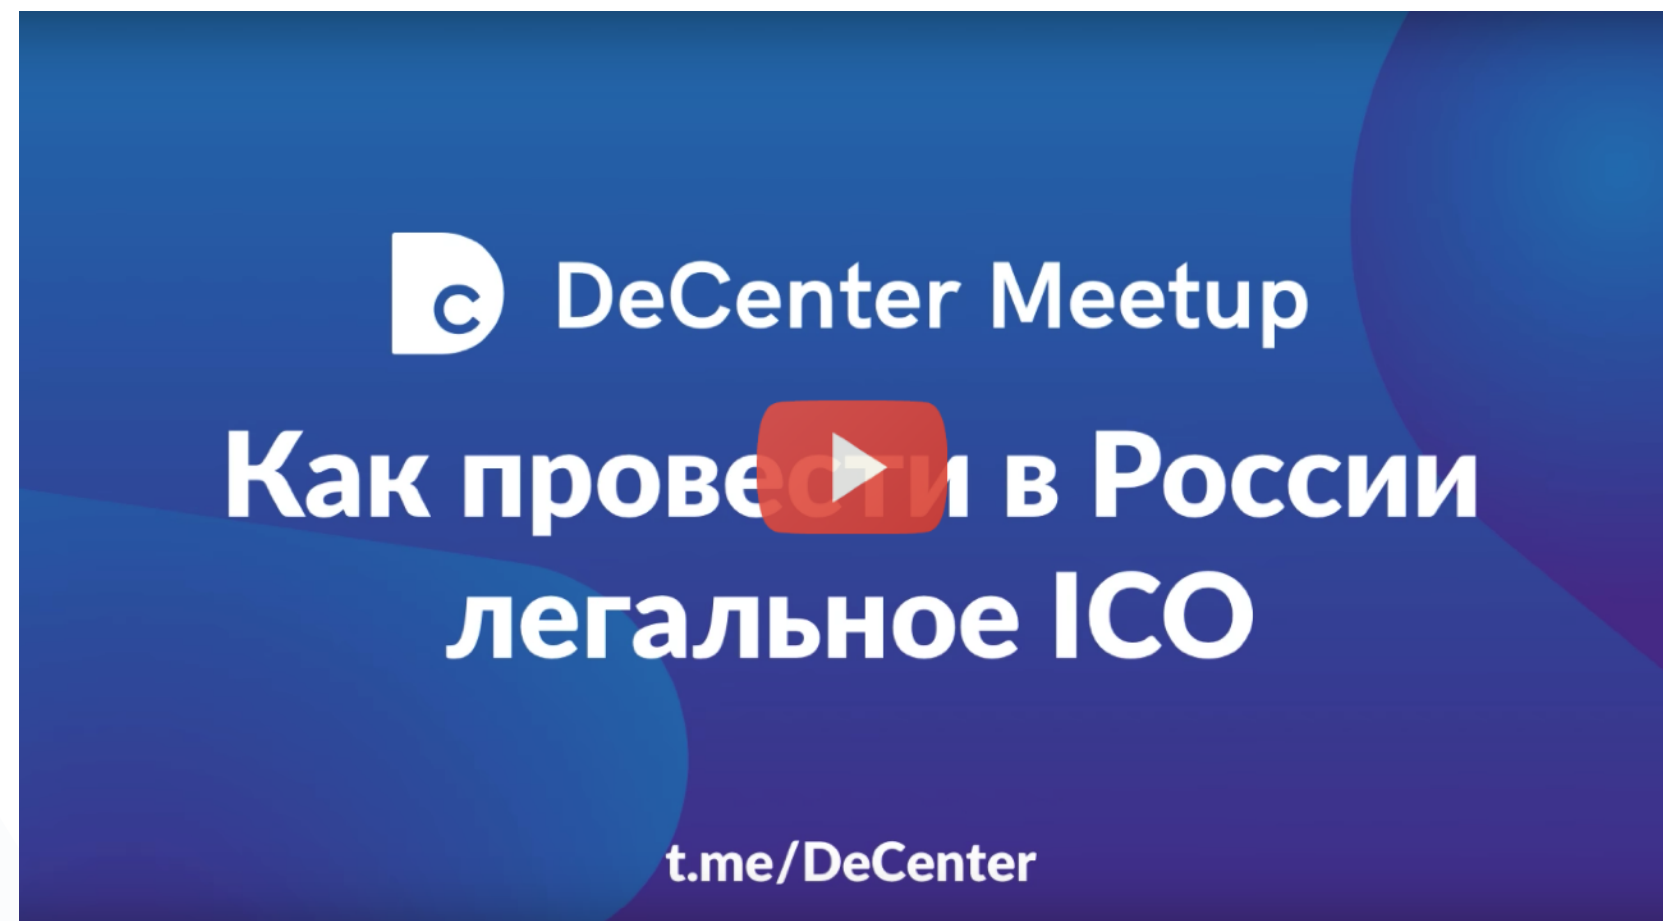 DeCenter Meetup
Как провести в России
легальное ICO
t.me/DeCenter